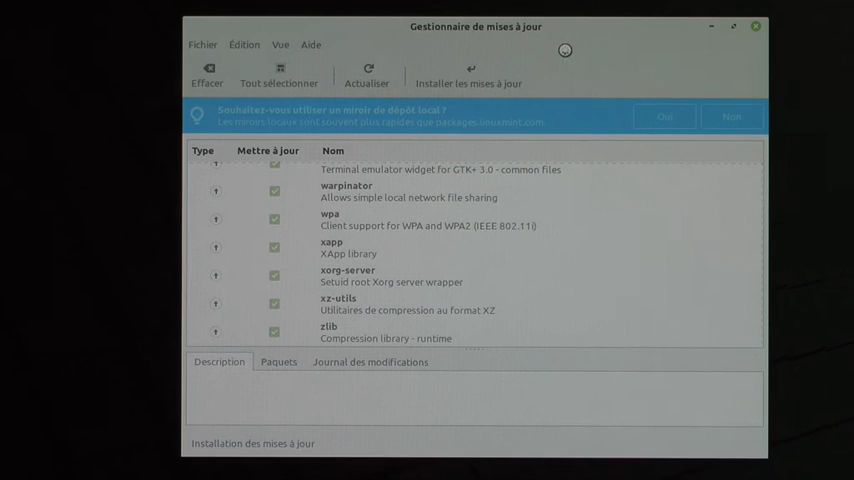 Gestionnaire de mises à jour
Fichier Édition Vue Aide
Effacer Tout sélectionner Actualiser Installer les mises à jour
Souhaitez-vous utiliser un miroir de dépôt local ?
Les miroirs locaux sont souvent plus rapides que packages.linuxmint.com.
Oui Non
Type Mettre à jour Nom
Terminal emulator widget for GTK+ 3.0 - common files
warpinator
Allows simple local network file sharing
wpa
Client support for WPA and WPA2 (IEEE 802.11i)
xapp
XApp library
xorg-server
Setuid root Xorg server wrapper
xz-utils
Utilitaires de compression au format XZ
zlib
Compression library - runtime
Description Paquets Journal des modifications
Installation des mises à jour